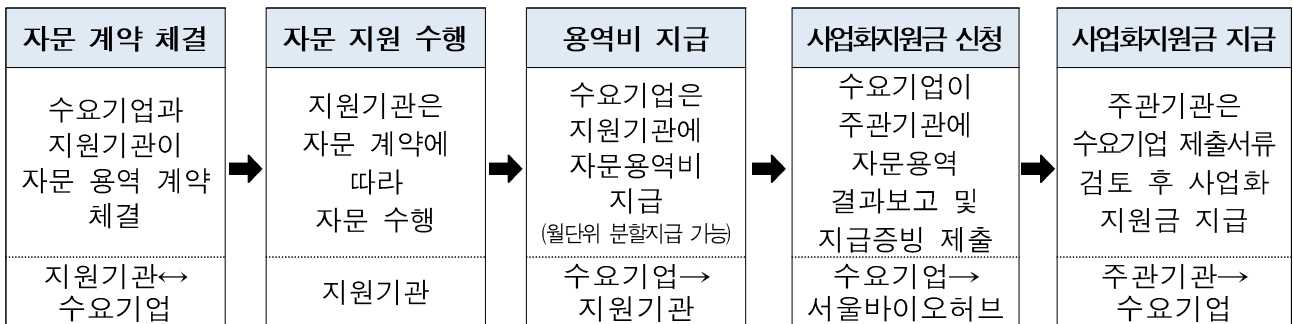 자문 계약 체결
수요기업과
지원기관이
자문 용역 계약
체결
지원기관↔
수요기업
자문 지원 수행
지원기관은
자문 계약에
따라
자문 수행
지원기관
용역비 지급
수요기업은
지원기관에
자문용역비
지급
(월단위 분할지급 가능)
수요기업→
지원기관
사업화지원금 신청
수요기업이
주관기관에
자문용역
결과보고 및
지급증빙 제출
수요기업→
서울바이오허브
사업화지원금 지급
주관기관은
수요기업 제출서류
검토 후 사업화
지원금 지급
주관기관→
수요기업